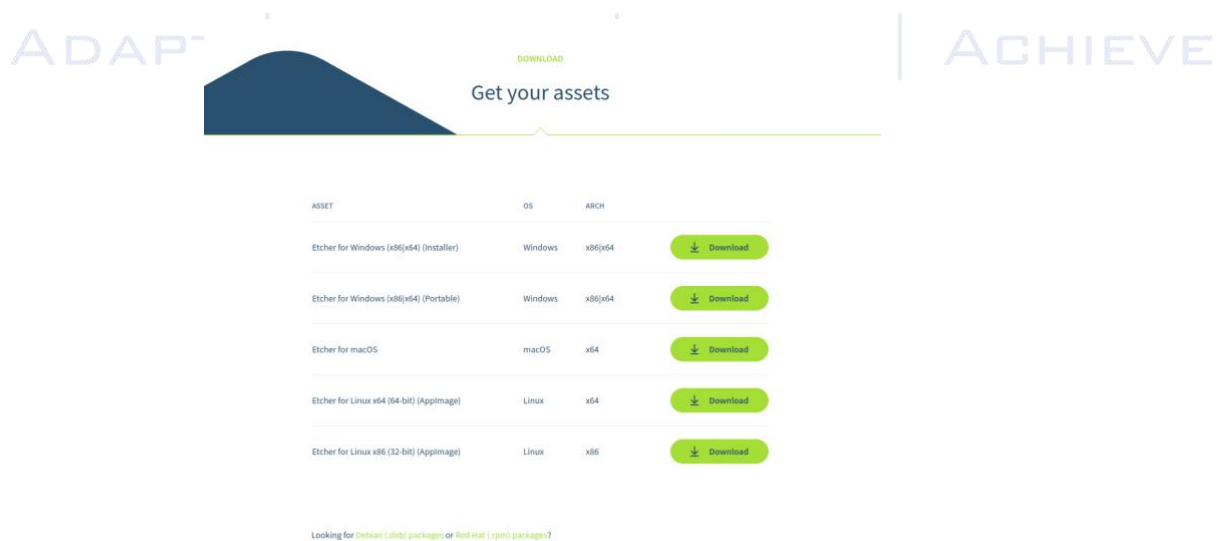 ADAPT
ACHIEVE
DOWNLOAD
Get your assets
ASSET OS ARCH
Etcher for Windows (x86|x64) (Installer) Windows x86|x64 Download
Etcher for Windows (x86|x64) (Portable) Windows x86|x64 Download
Etcher for macOS macOS x64 Download
Etcher for Linux x64 (64-bit) (AppImage) Linux x64 Download
Etcher for Linux x86 (32-bit) (AppImage) Linux x86 Download
Looking for Debian (.deb) packages or Red Hat (.rpm) packages?